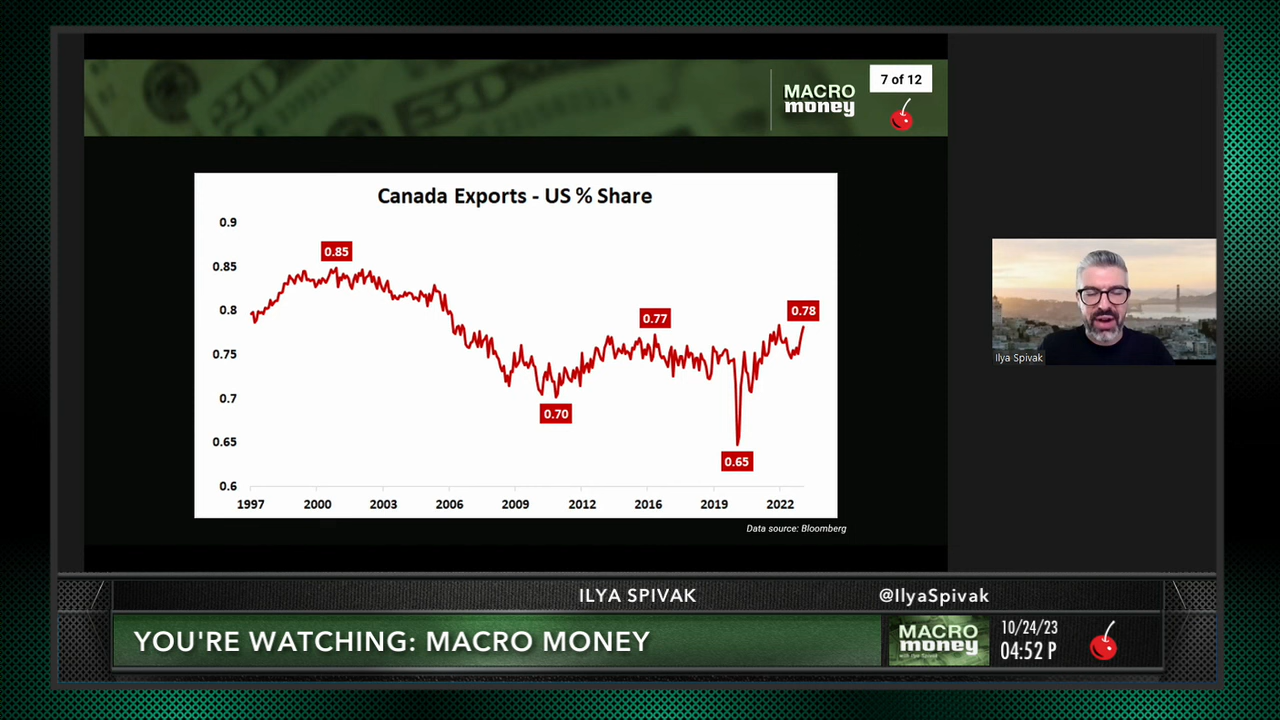 MACRO
money
7 of 12
Canada Exports - US % Share
0.9
0.85
0.8
0.75
0.7
0.65
0.6
0.85
0.70
0.77
0.65
0.78
1997 2000 2003 2006 2009 2012 2016 2019 2022
Data source: Bloomberg
Ilya Spivak
ILYA SPIVAK @IlyaSpivak
YOU'RE WATCHING: MACRO MONEY
MACRO
money
with Ilya Spivak
10/24/23
04:52 P